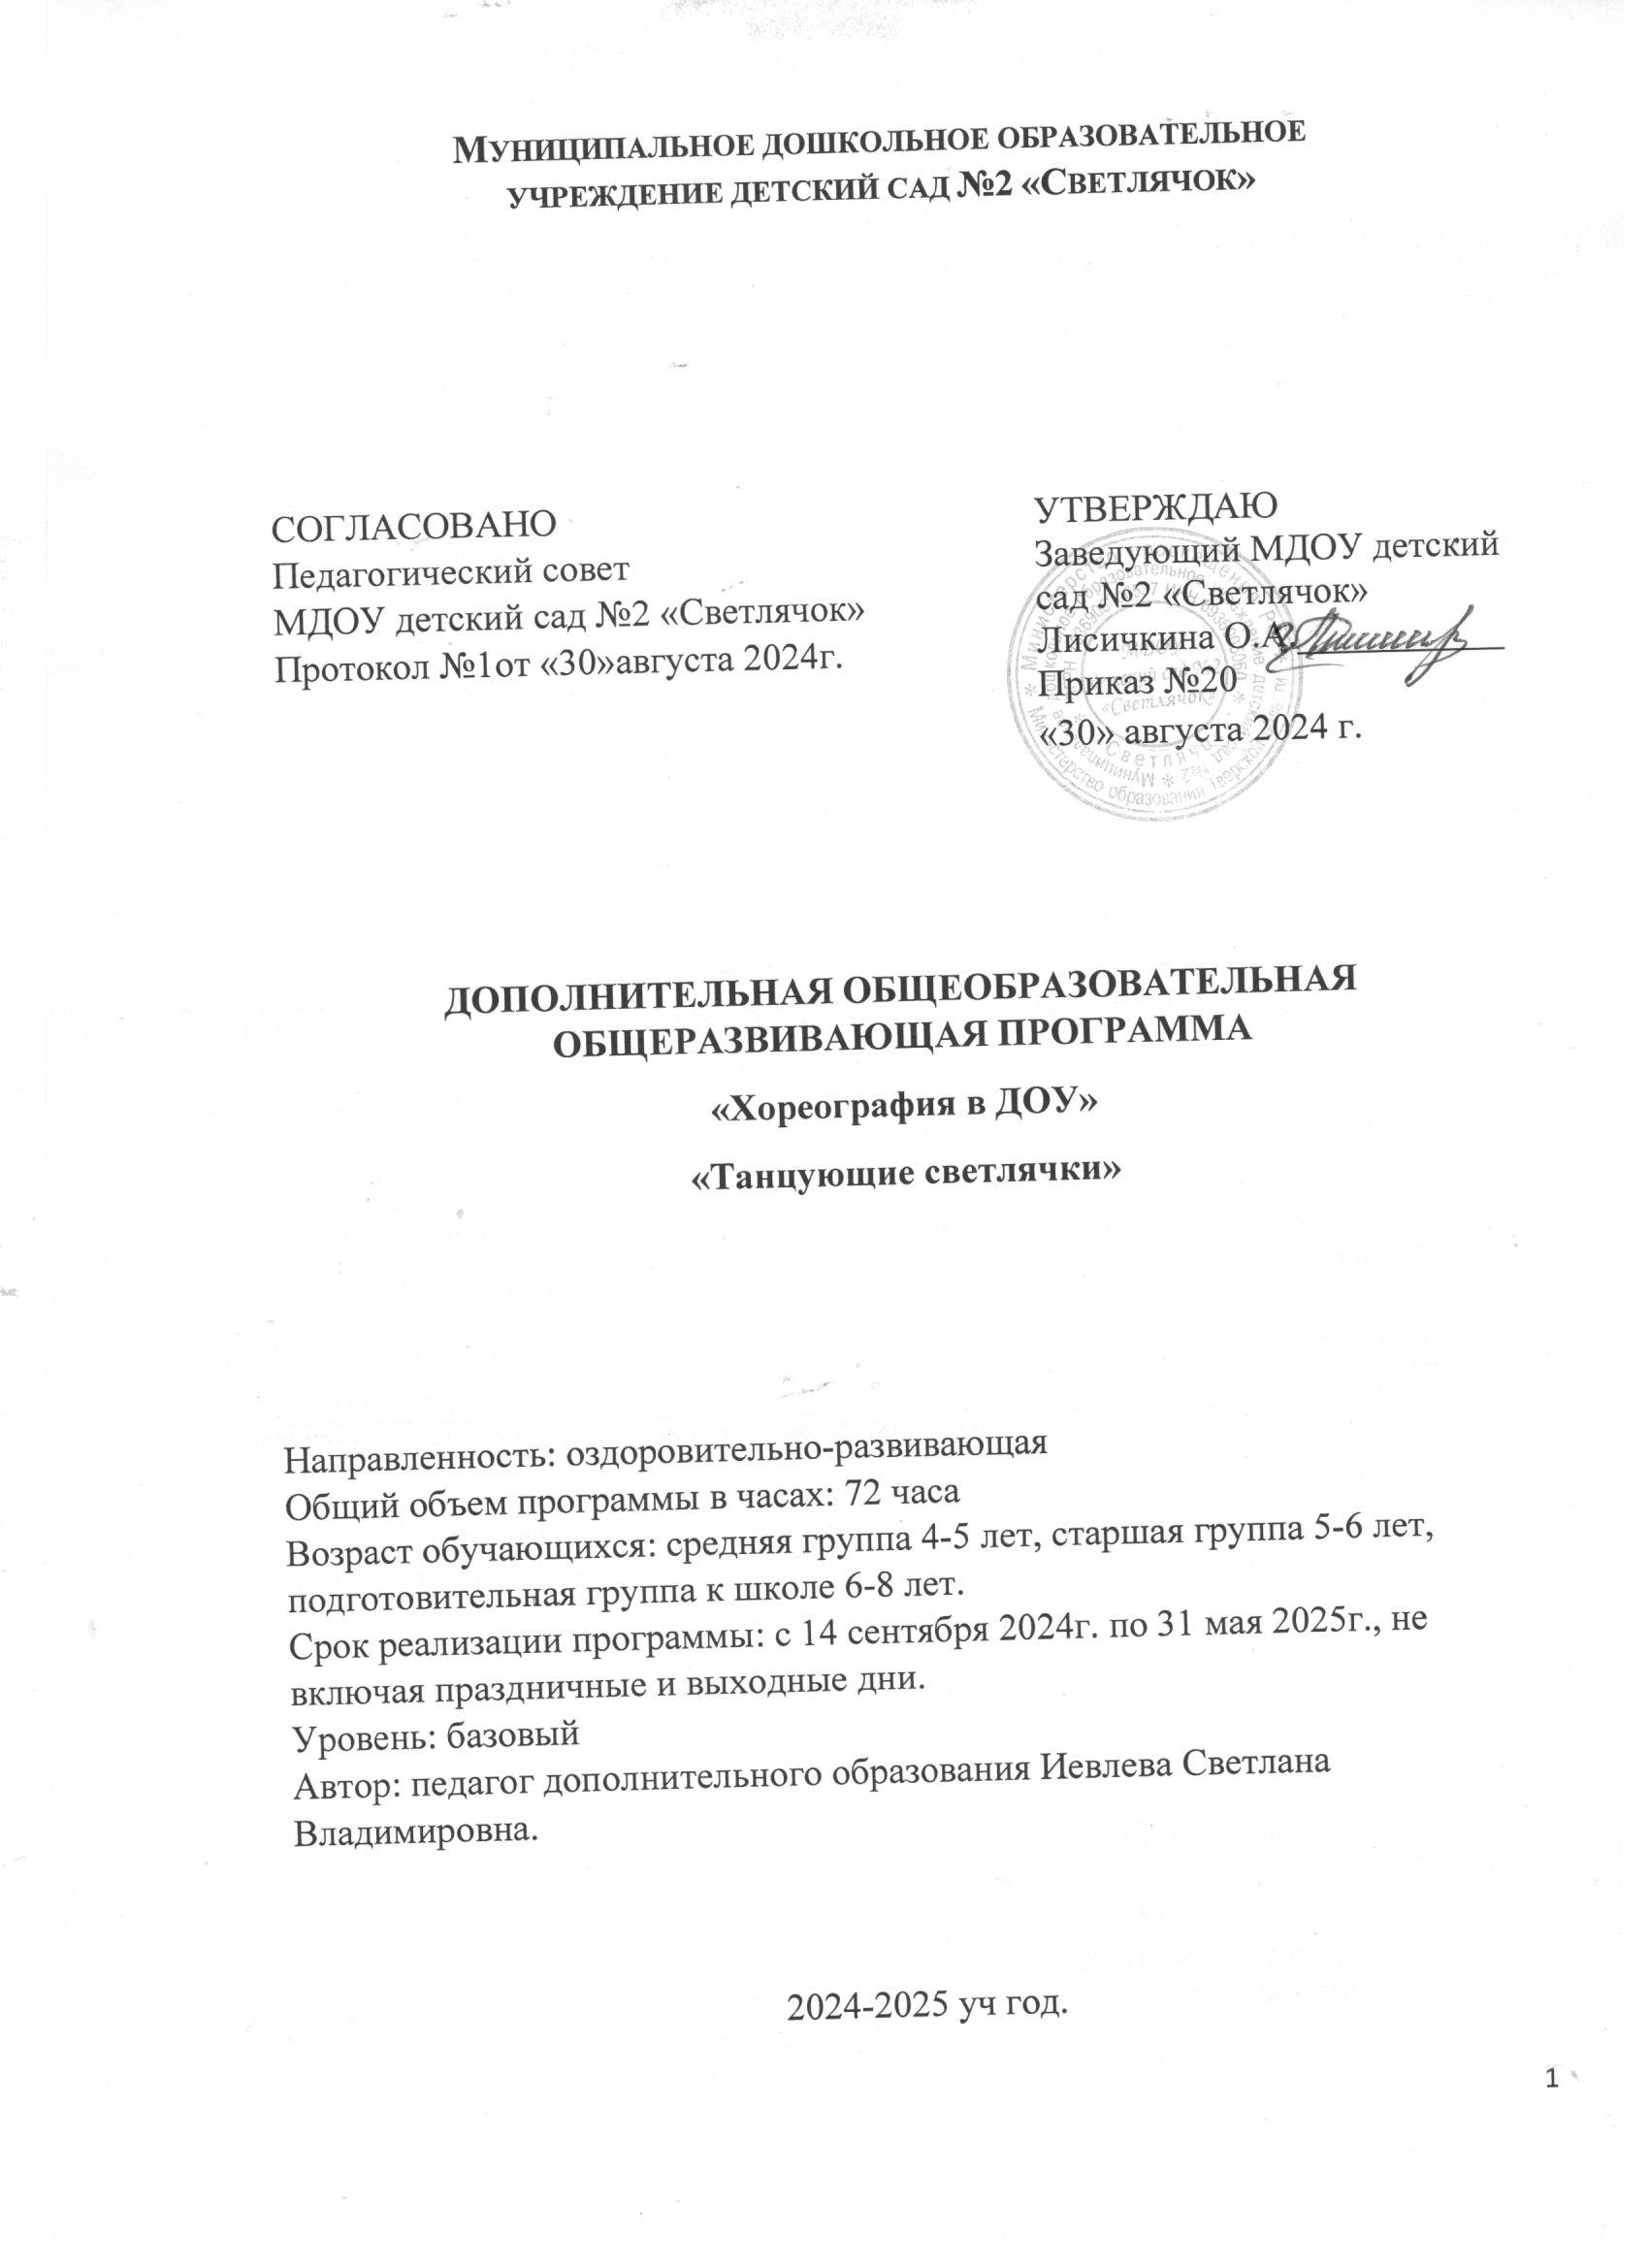 МУНИЦИПАЛЬНОЕ ДОШКОЛЬНОЕ ОБРАЗОВАТЕЛЬНОЕ
УЧРЕЖДЕНИЕ ДЕТСКИЙ САД №2 «СВЕТЛЯЧОК»
СОГЛАСОВАНО
Педагогический совет
МДОУ детский сад №2 «Светлячок»
Протокол №1от «30»августа 2024г.
УТВЕРЖДАЮ
Заведующий МДОУ детский
сад №2 «Светлячок»
Лисичкина О.А.
Приказ №20
«30» августа 2024 г.
«Светлячок»
Министерство образования Тверской
ДОПОЛНИТЕЛЬНАЯ ОБЩЕОБРАЗОВАТЕЛЬНАЯ
ОБЩЕРАЗВИВАЮЩАЯ ПРОГРАММА
«Хореография в ДОУ»
«Танцующие светлячки»
Направленность: оздоровительно-развивающая
Общий объем программы в часах: 72 часа
Возраст обучающихся: средняя группа 4-5 лет, старшая группа 5-6 лет,
подготовительная группа к школе 6-8 лет.
Срок реализации программы: с 14 сентября 2024г. по 31 мая 2025г., не
включая праздничные и выходные дни.
Уровень: базовый
Автор: педагог дополнительного образования Иевлева Светлана
Владимировна.
2024-2025 уч год.
1